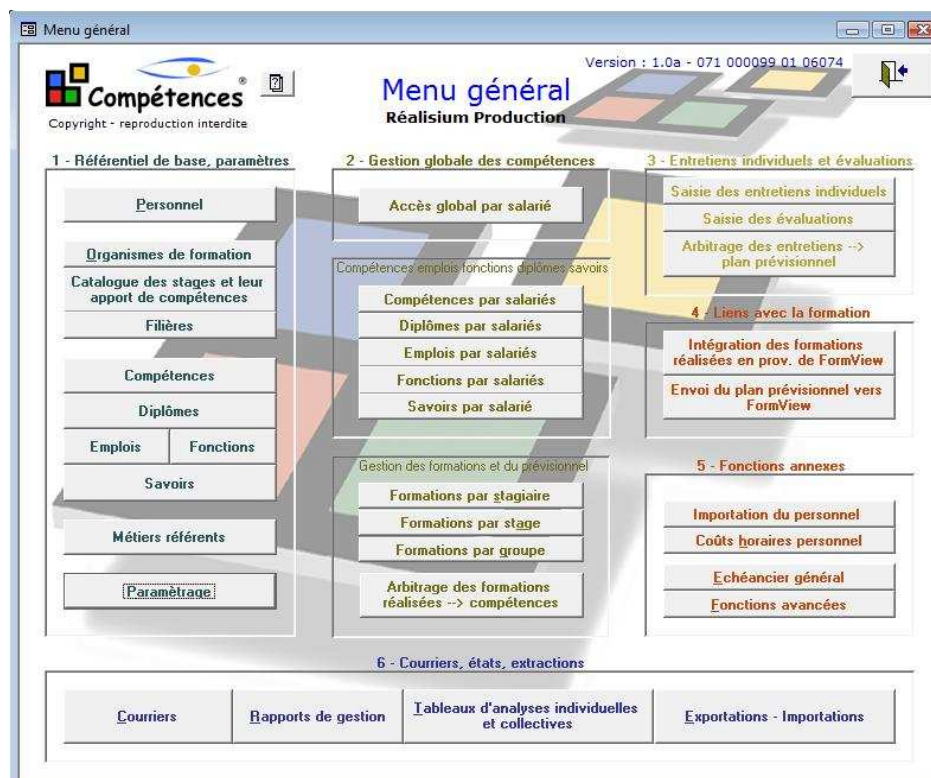 Menu général
Version : 1.0a - 071 000099 01 06074
Compétences ®
Copyright - reproduction interdite
Menu général
Réalisium Production
1 - Référentiel de base, paramètres
Personnel
Organismes de formation
Catalogue des stages et leur
apport de compétences
Filières
Compétences
Diplômes
Emplois
Fonctions
Savoirs
Métiers référents
Paramètrage
2 - Gestion globale des compétences
Accès global par salarié
Compétences emplois fonctions diplômes savoirs
Compétences par salariés
Diplômes par salariés
Emplois par salariés
Fonctions par salariés
Savoirs par salarié
Gestion des formations et du prévisionnel
Formations par stagiaire
Formations par stage
Formations par groupe
Arbitrage des formations
réalisées --> compétences
3 - Entretiens individuels et évaluations
Saisie des entretiens individuels
Saisie des évaluations
Arbitrage des entretiens -->
plan prévisionnel
4 - Liens avec la formation
Intégration des formations
réalisées en prov. de FormView
Envoi du plan prévisionnel vers
FormView
5 - Fonctions annexes
Importation du personnel
Coûts horaires personnel
Echéancier général
Fonctions avancées
6 - Courriers, états, extractions
Courriers
Rapports de gestion
Tableaux d'analyses individuelles
et collectives
Exportations - Importations